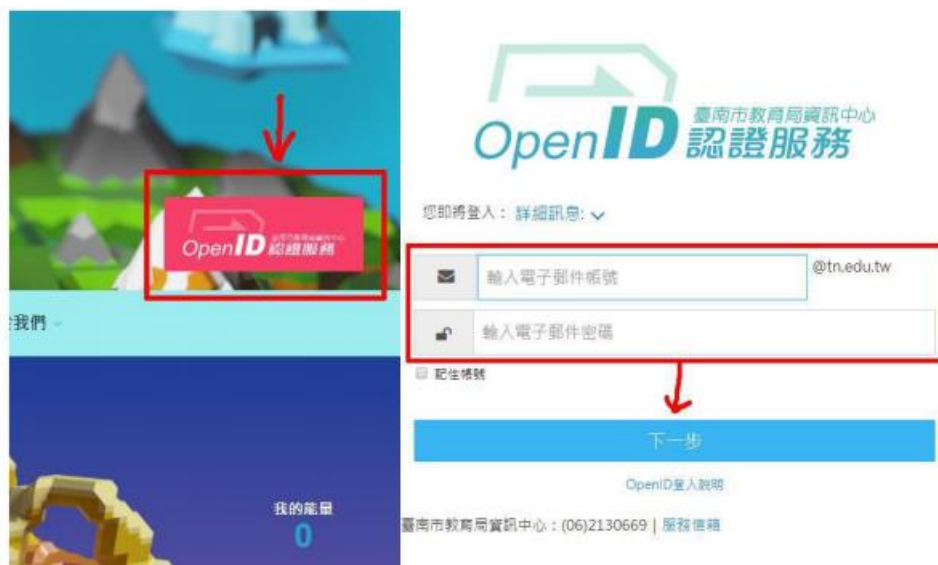 OpenID 認證服務
於我們
我的能量
0
臺南市教育局資訊中心
OpenID 認證服務
您即將登入: 詳細訊息:
輸入電子郵件帳號
@tn.edu.tw
輸入電子郵件密碼
記住帳號
下一步
OpenID登入說明
臺南市教育局資訊中心:(06)2130669 | 服務信箱